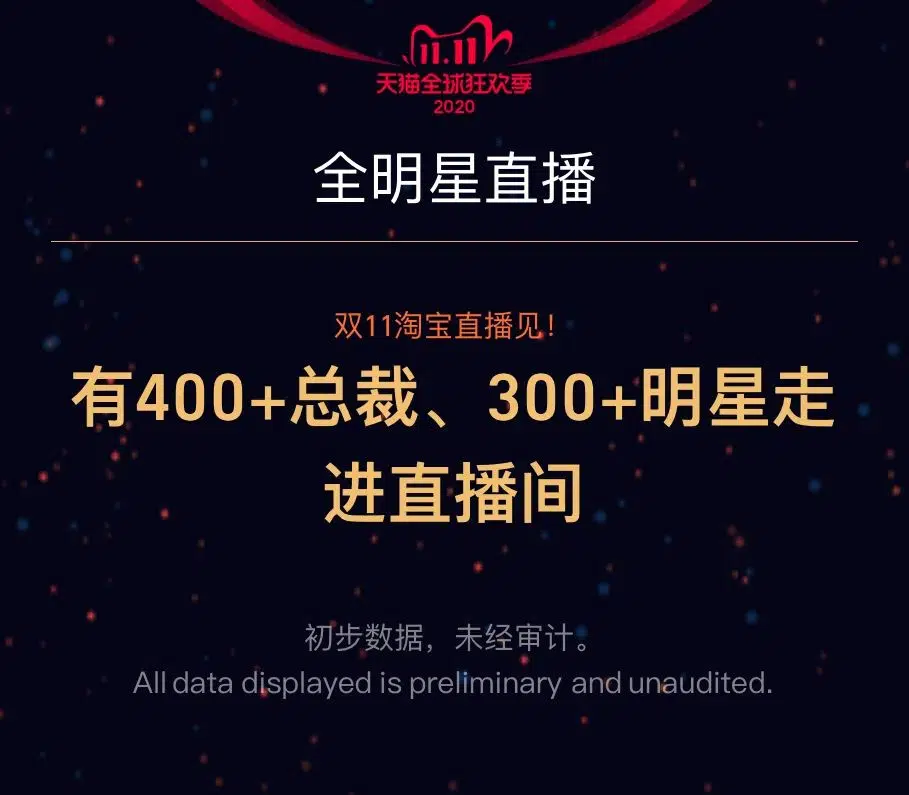 11.11
天猫全球狂欢季
2020
全明星直播
双11淘宝直播见！
有400+总裁、300+明星走
进直播间
初步数据，未经审计。
All data displayed is preliminary and unaudited.